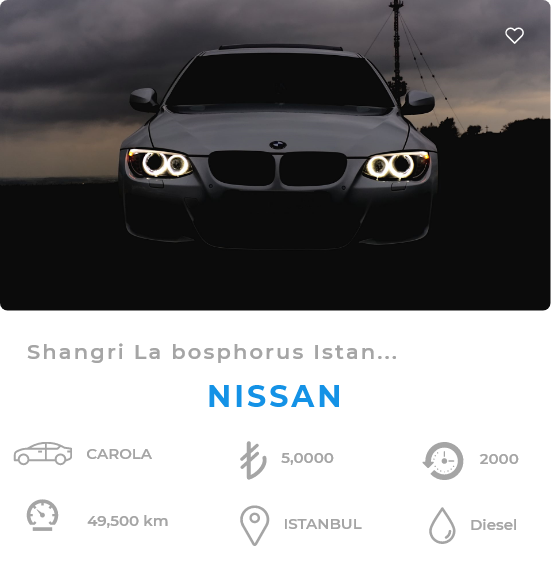 Shangri La bosphorus Istan...
NISSAN
CAROLA
5,0000
2000
49,500 km
ISTANBUL
Diesel